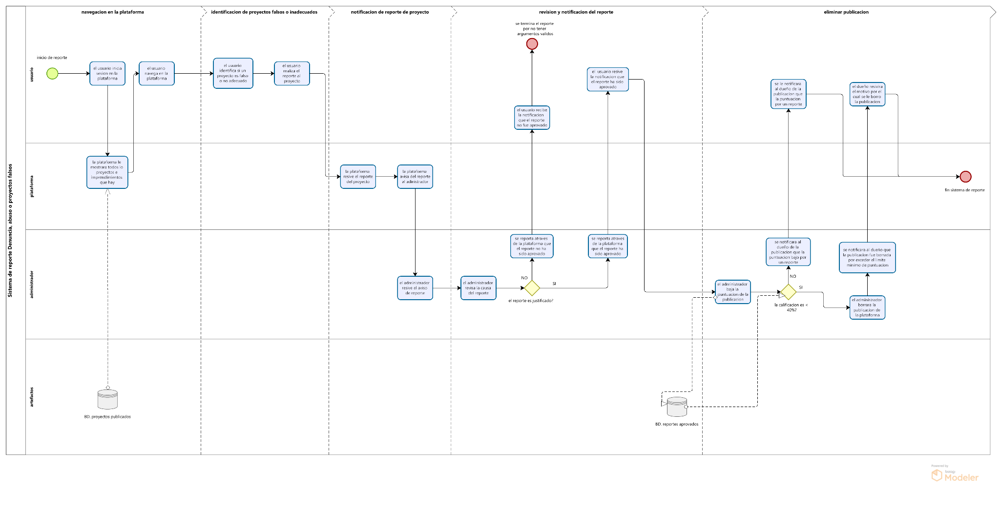 navegacion en la plataforma
identificacion de proyectos falsos o inadecuados
notificacion de reporte de proyecto
revision y notificacion del reporte
eliminar publicacion
Sistema de reporte Denuncia, abuso o proyectos falsos
usuario
inicio de reporte
el usuario inicia
sesion en la
plataforma
el usuario
navega en la
plataforma
el usuario
identifica si un
proyecto es falso
o no adecuado
el usuario
realiza el
reporte al
proyecto
se termina el reporte
por no tener
argumentos validos
el usuario recibe
la notificacion
que el reporte
no fue aprovado
el usuario resive
la notificacion que
el reporte ha sido
aprovado
se le notificara
al dueño de la
publicacion que
la puntuacion
por un reporte
el dueño resivira
el motivo por el
cual se le borro
la publicacion
plataforma
la plataforma le
mostrara todos lo
proyectos e
imprendimientos
que hay
la plataforma
resive el reporte
del proyecto
la plataforma
avisa del reporte
al adinistrador
fin sistema de reporte
administrador
el administrador
resive el aviso
de reporte
el administrador
revisa la causa
del reporte
se reporta atraves
de la plataforma que
el reporte no ha
sido aprovado
NO
SI
el reporte es justificado?
se reporta atraves
de la plataforma
que el reporte ha
sido aprovado
el administrador
baja la
puntuacion de la
publicacion
se notificara al
dueño de la
publicacion que la
puntuacion bajo por
un reporte
NO
SI
la calificacion es <
40%?
se notificara al dueño que
la publicacion fue borrada
por exceder el limite
minimo de puntuacion
el administrador
borrara la
publicacion de
la plataforma
artefactos
BD. proyectos publicados
BD. reportes aprovados
Powered by
bizagi
Modeler